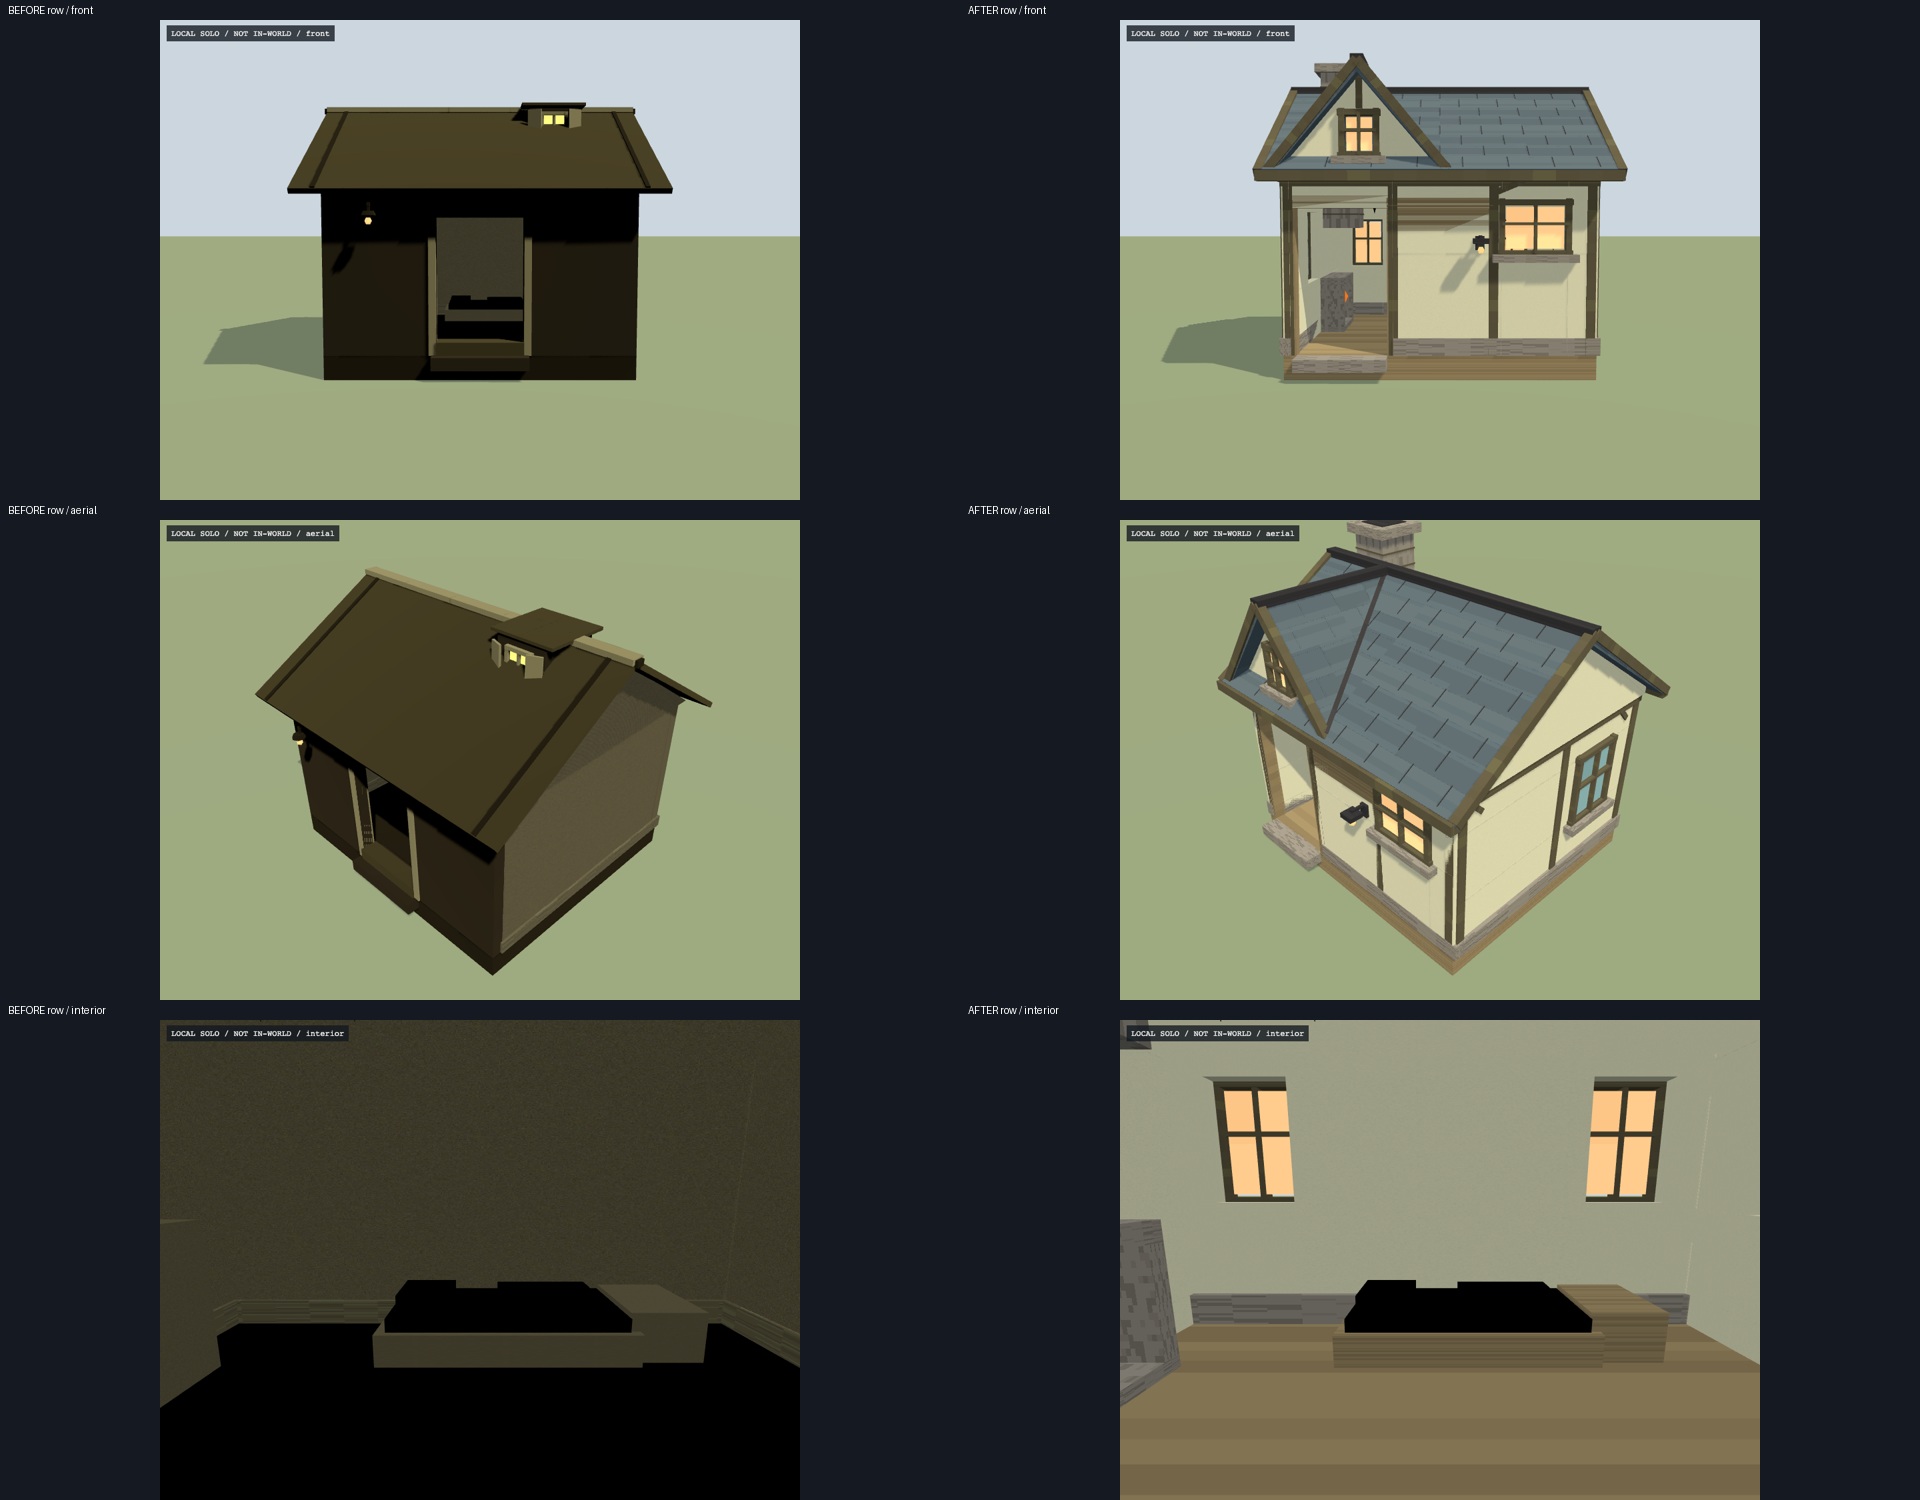 BEFORE row / front
AFTER row / front
LOCAL SOLO / NOT IN-WORLD / front
LOCAL SOLO / NOT IN-WORLD / front
BEFORE row / aerial
AFTER row / aerial
LOCAL SOLO / NOT IN-WORLD / aerial
LOCAL SOLO / NOT IN-WORLD / aerial
BEFORE row / interior
AFTER row / interior
LOCAL SOLO / NOT IN-WORLD / interior
LOCAL SOLO / NOT IN-WORLD / interior